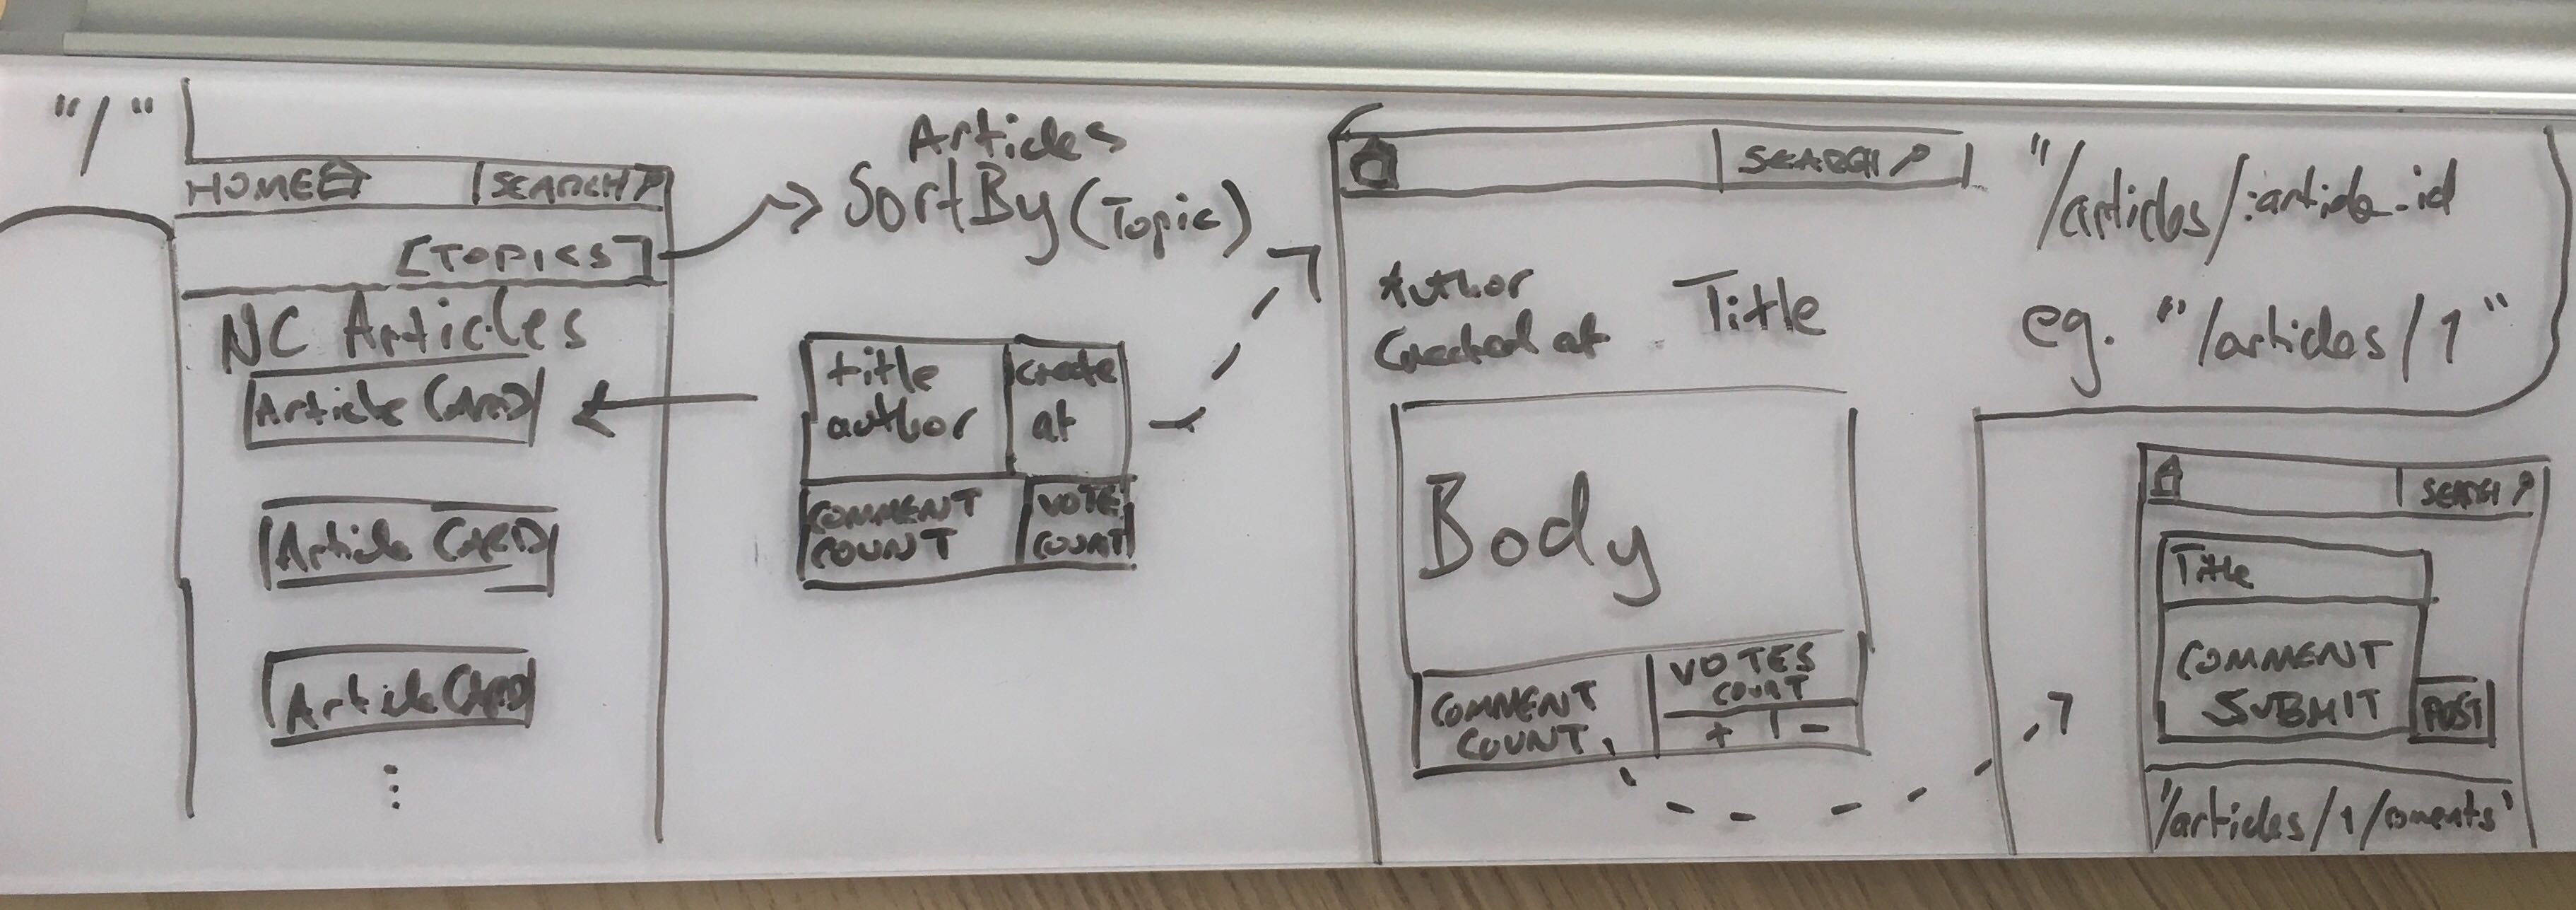 "/"
HOME
SEARCH
[TOPICS]
NC Articles
Article CARD
Article CARD
Article CARD
Articles
SortBy (Topic)
title
author
create
at
COMMENT
COUNT
VOTE
COUNT
SEARCH
Author
Created at
Title
Body
COMMENT
COUNT
VOTES
COUNT
+ | -
"/articles/:article_id
eg. "/articles/1"
SEARCH
Title
COMMENT
SUBMIT
POST
"/articles/1/coments"